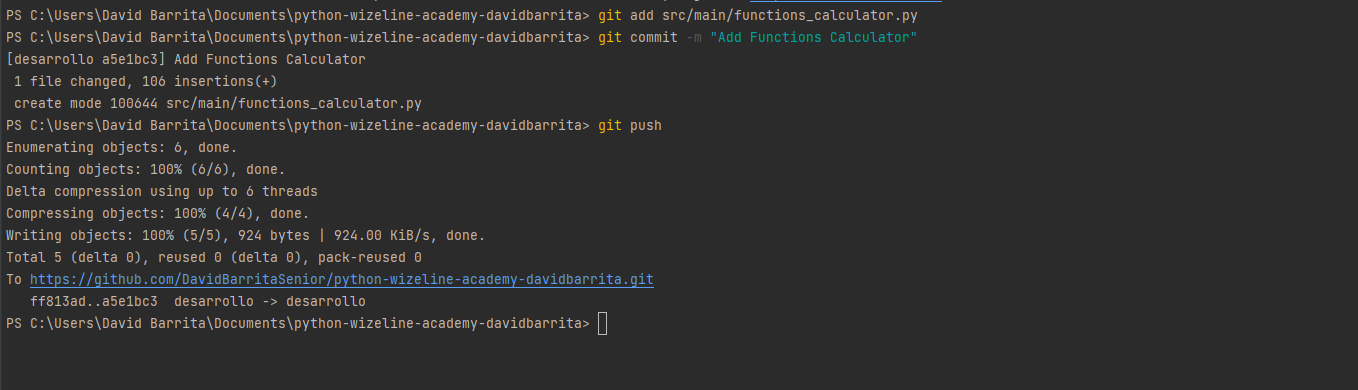 PS C:\Users\David Barrita\Documents\python-wizeline-academy-davidbarrita> git add src/main/functions_calculator.py
PS C:\Users\David Barrita\Documents\python-wizeline-academy-davidbarrita> git commit -m "Add Functions Calculator"
[desarrollo a5e1bc3] Add Functions Calculator
 1 file changed, 106 insertions(+)
 create mode 100644 src/main/functions_calculator.py
PS C:\Users\David Barrita\Documents\python-wizeline-academy-davidbarrita> git push
Enumerating objects: 6, done.
Counting objects: 100% (6/6), done.
Delta compression using up to 6 threads
Compressing objects: 100% (4/4), done.
Writing objects: 100% (5/5), 924 bytes | 924.00 KiB/s, done.
Total 5 (delta 0), reused 0 (delta 0), pack-reused 0
To https://github.com/DavidBarritaSenior/python-wizeline-academy-davidbarrita.git
   ff813ad..a5e1bc3  desarrollo -> desarrollo
PS C:\Users\David Barrita\Documents\python-wizeline-academy-davidbarrita>